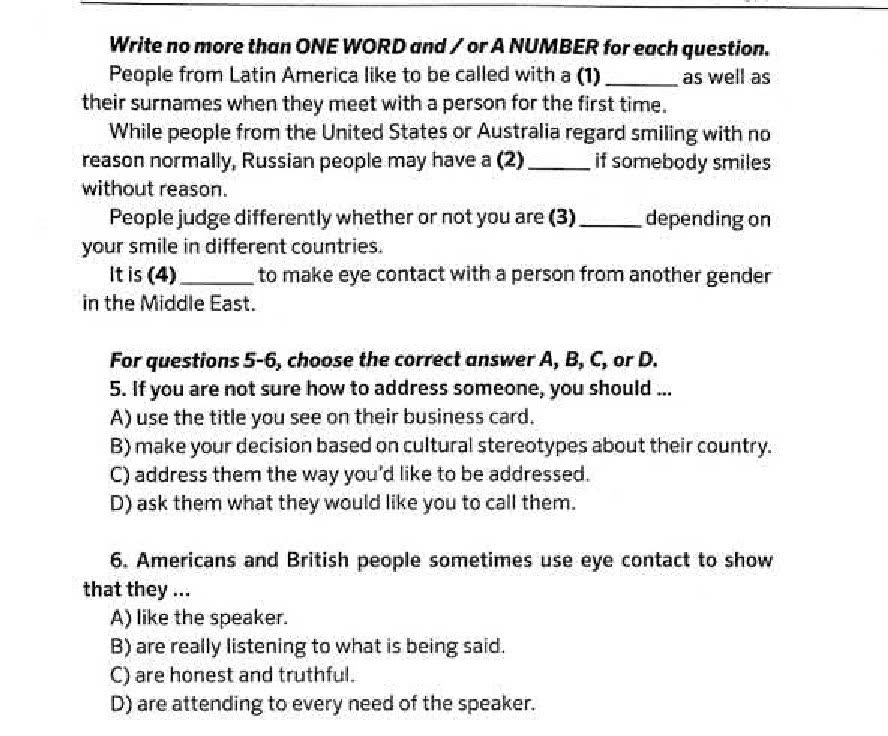 Write no more than ONE WORD and / or A NUMBER for each question.
People from Latin America like to be called with a (1) ______ as well as
their surnames when they meet with a person for the first time.
While people from the United States or Australia regard smiling with no
reason normally, Russian people may have a (2) ______ if somebody smiles
without reason.
People judge differently whether or not you are (3) ______ depending on
your smile in different countries.
It is (4) ______ to make eye contact with a person from another gender
in the Middle East.
For questions 5-6, choose the correct answer A, B, C, or D.
5. If you are not sure how to address someone, you should ...
A) use the title you see on their business card.
B) make your decision based on cultural stereotypes about their country.
C) address them the way you'd like to be addressed.
D) ask them what they would like you to call them.
6. Americans and British people sometimes use eye contact to show
that they ...
A) like the speaker.
B) are really listening to what is being said.
C) are honest and truthful.
D) are attending to every need of the speaker.